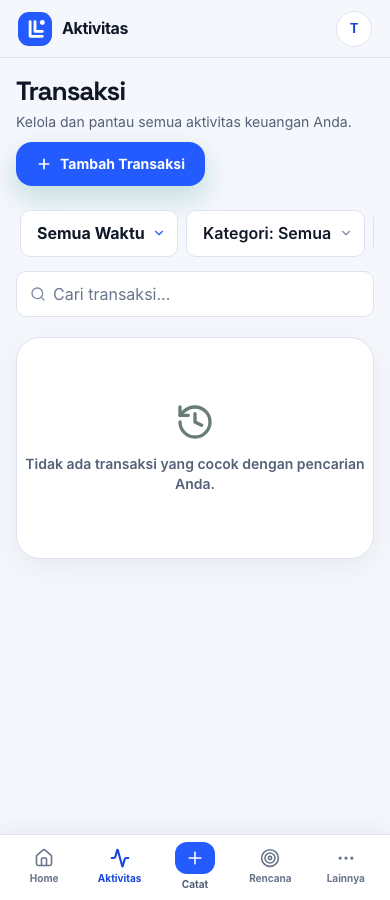 Aktivitas
T
Transaksi
Kelola dan pantau semua aktivitas keuangan Anda.
Tambah Transaksi
Semua Waktu
Kategori: Semua
Cari transaksi...
Tidak ada transaksi yang cocok dengan pencarian
Anda.
Home
Aktivitas
Catat
Rencana
Lainnya